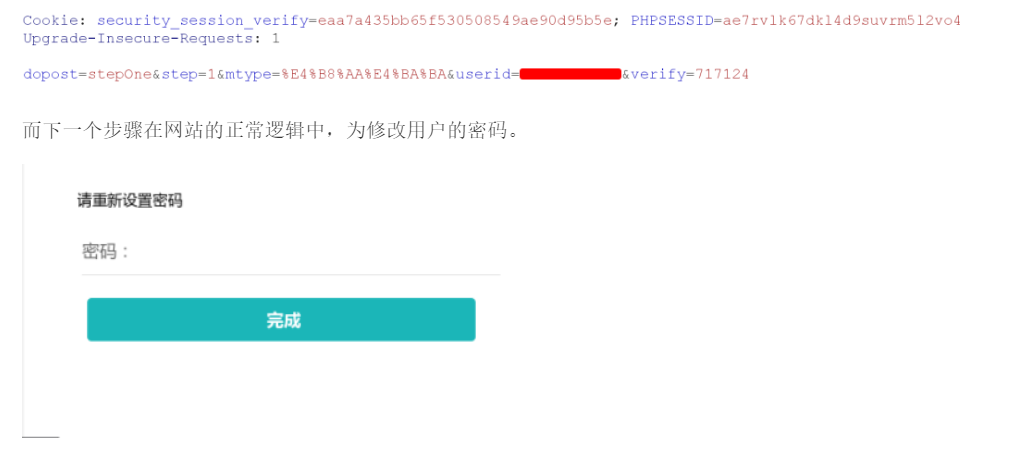 Cookie: security_session_verify=eaa7a435bb65f530508549ae90d95b5e; PHPSESSID=ae7rvlk67dkl4d9suvrm5l2vo4
Upgrade-Insecure-Requests: 1
dopost=stepOne&step=1&mtype=%E4%B8%AA%E4%BA%BA&userid=&verify=717124
而下一个步骤在网站的正常逻辑中，为修改用户的密码。
请重新设置密码
密码：
完成